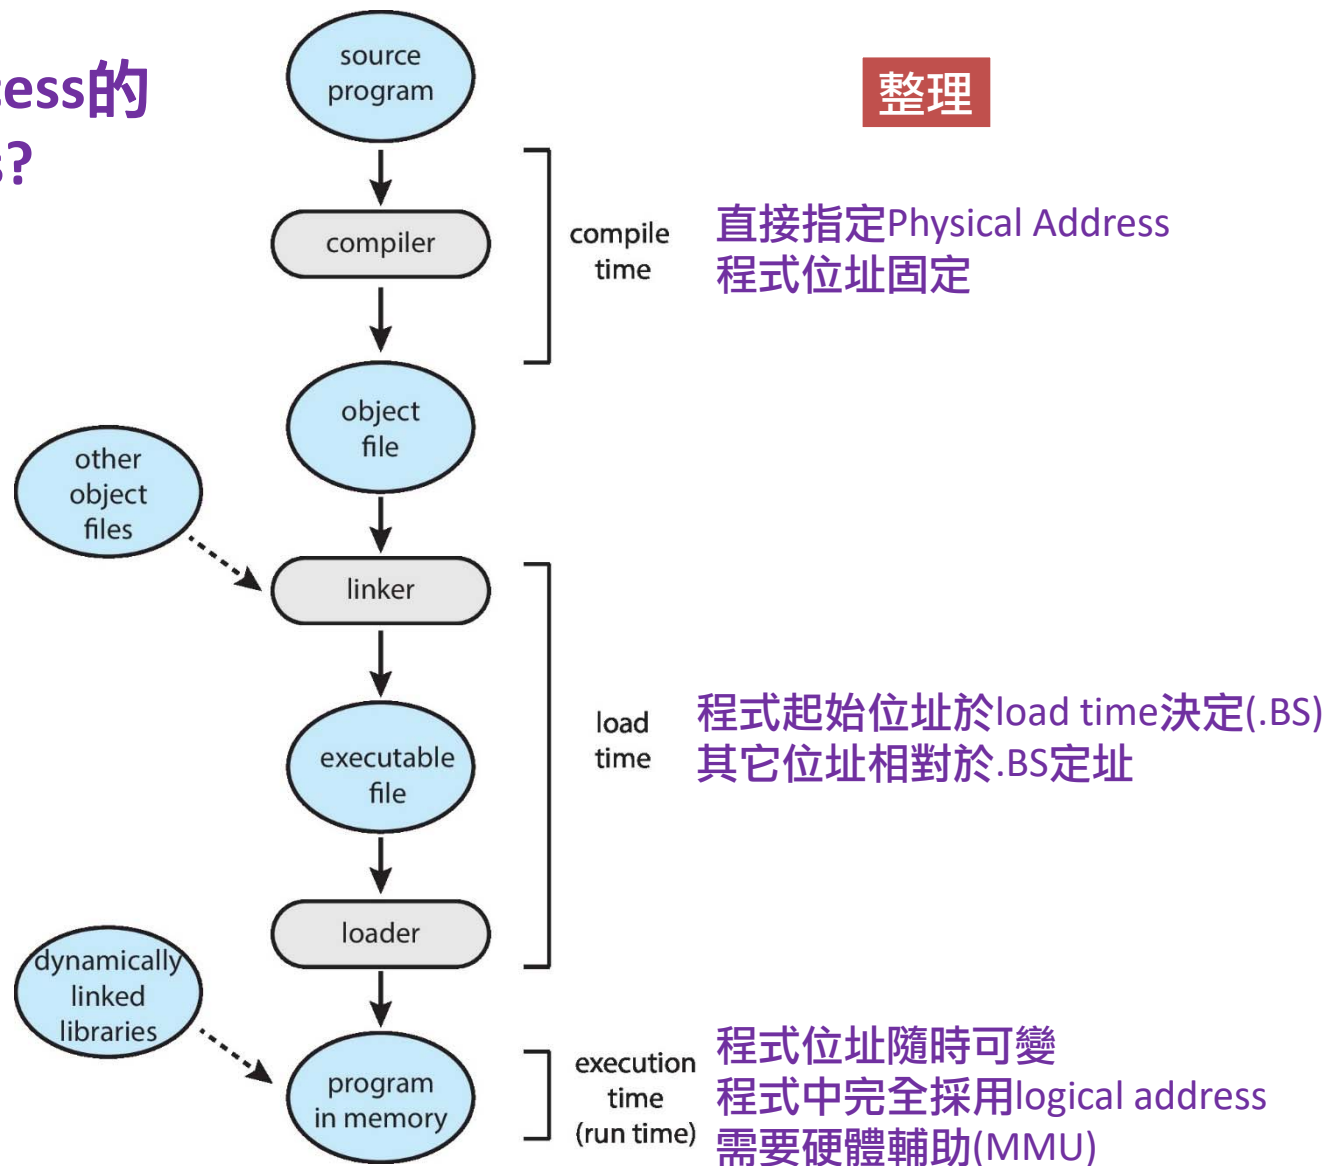 的
s?
整理
source
program
compiler
compile
time
直接指定Physical Address
程式位址固定
object
file
other
object
files
linker
load
time
程式起始位址於load time決定(.BS)
其它位址相對於.BS定址
executable
file
loader
dynamically
linked
libraries
program
in memory
execution
time
(run time)
程式位址隨時可變
程式中完全採用logical address
需要硬體輔助(MMU)